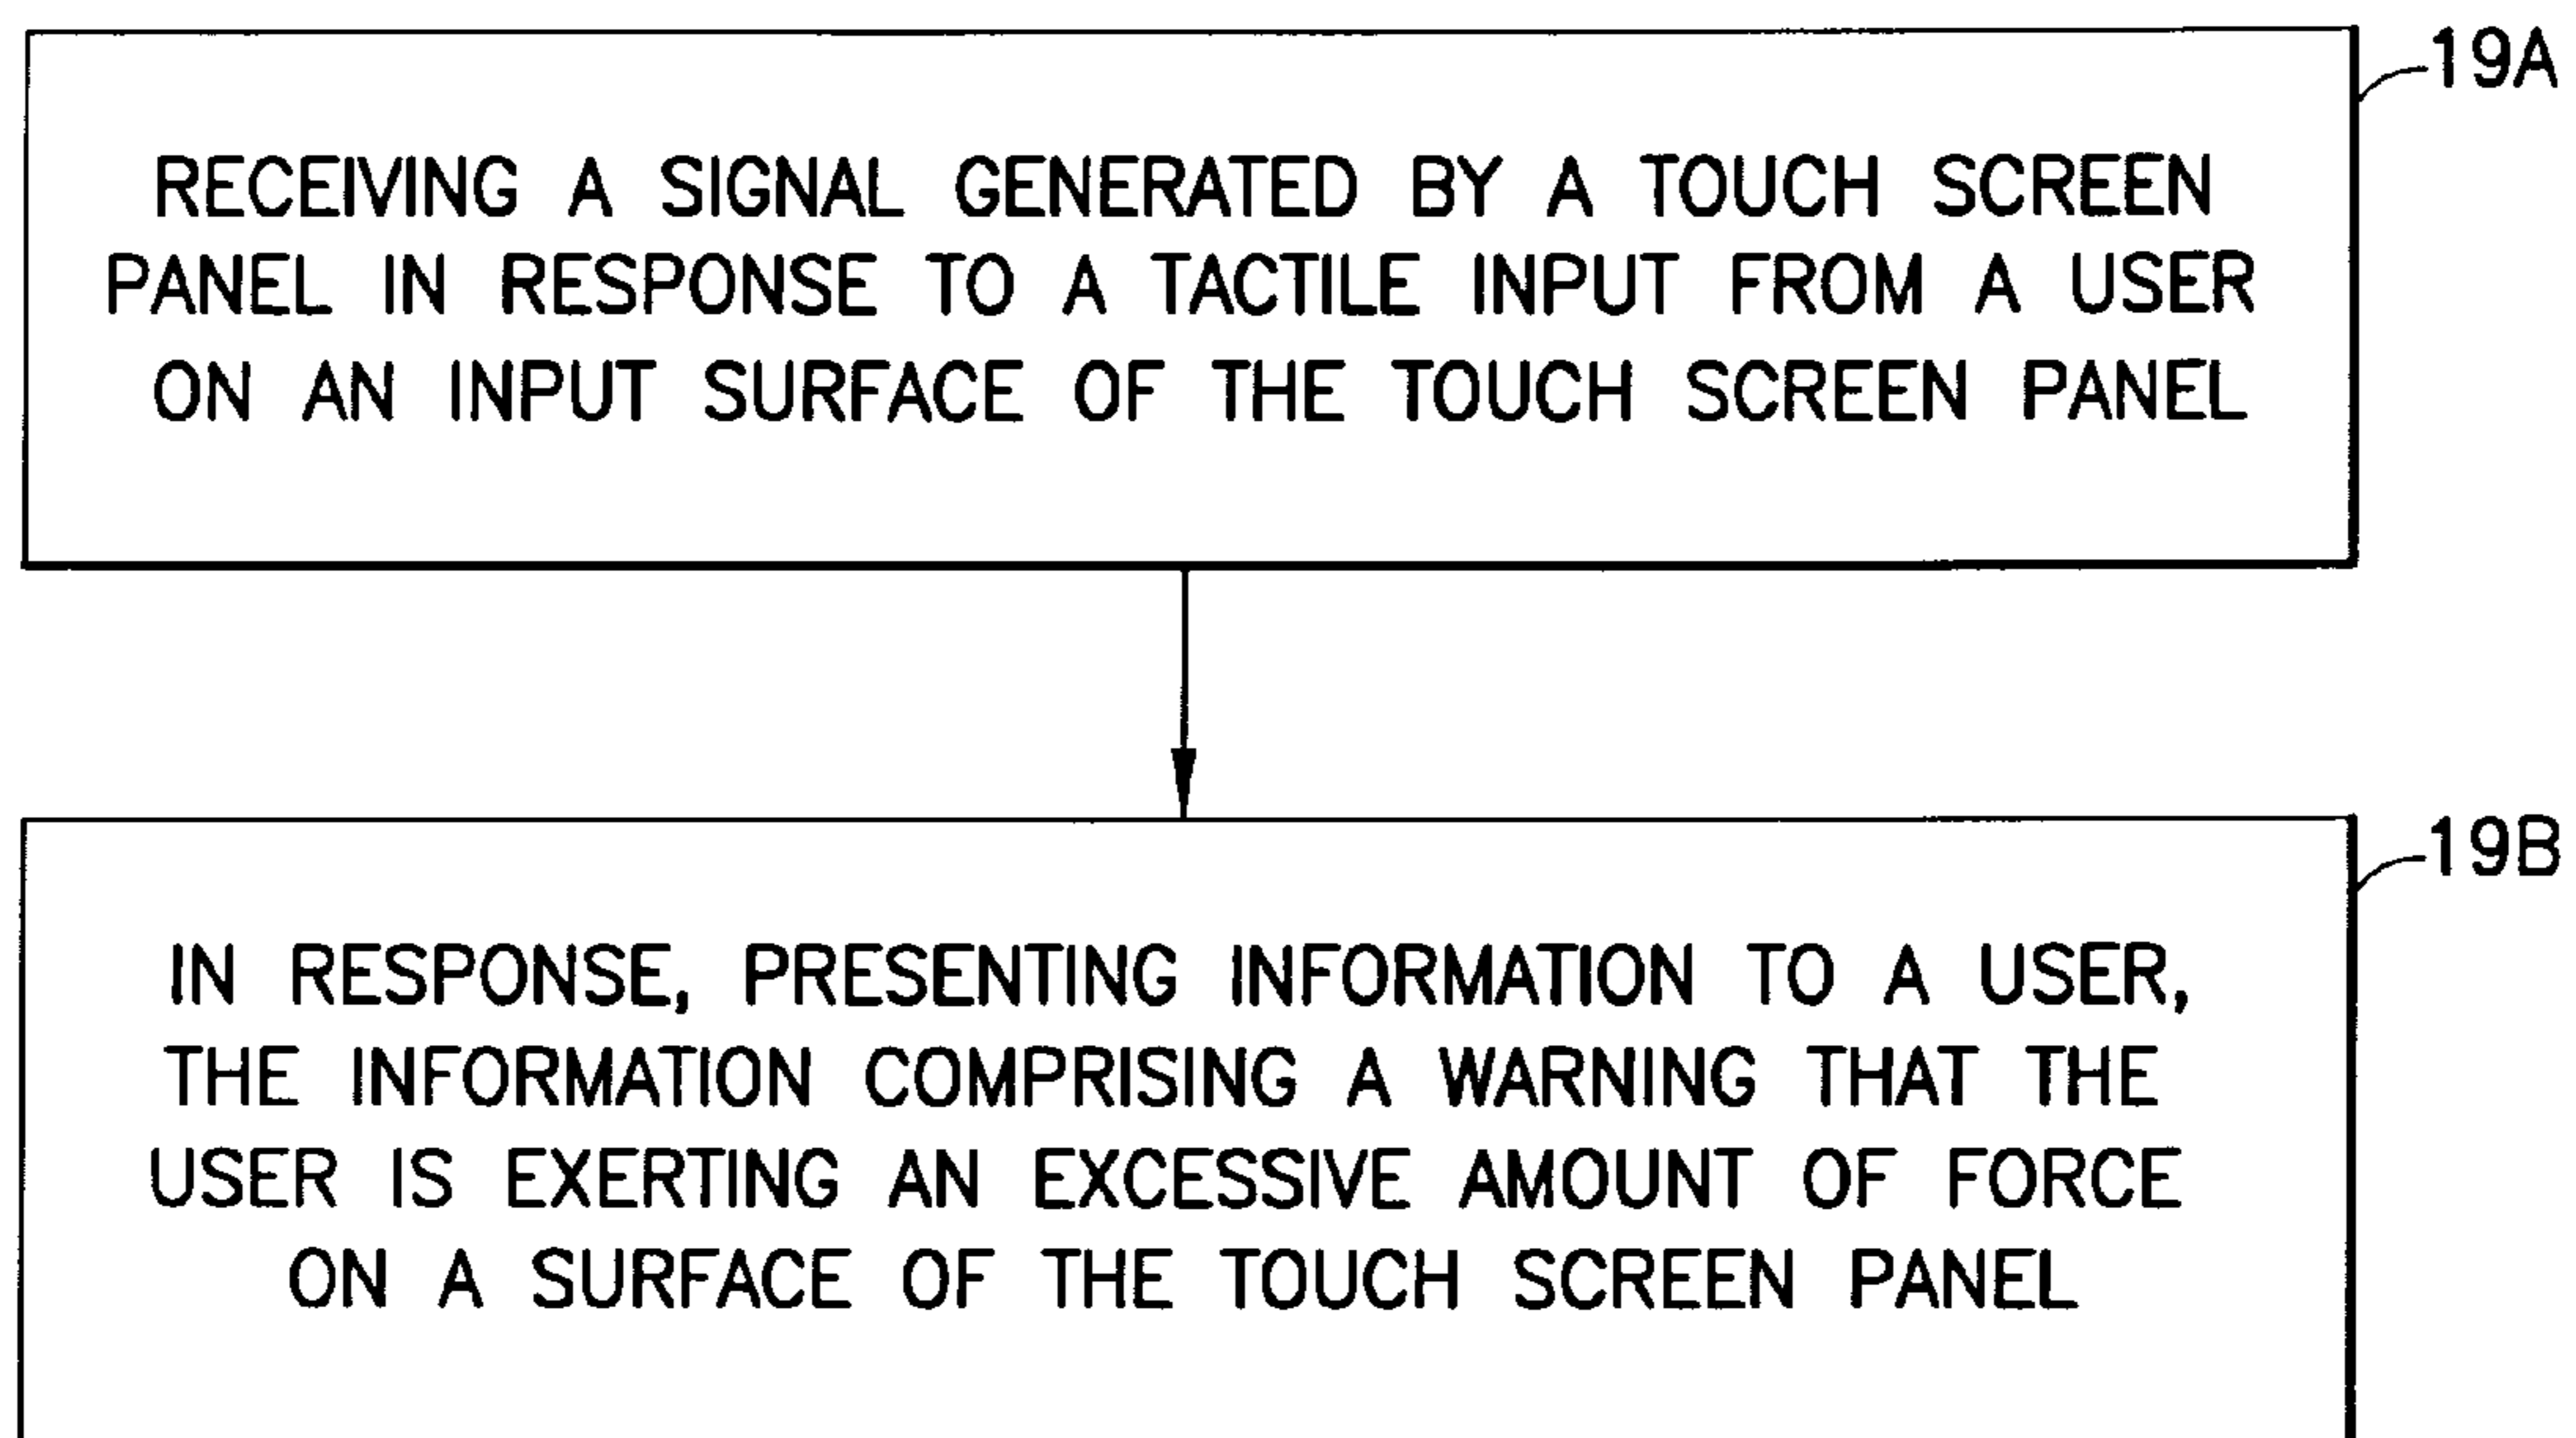 19A
RECEIVING A SIGNAL GENERATED BY A TOUCH SCREEN
PANEL IN RESPONSE TO A TACTILE INPUT FROM A USER
ON AN INPUT SURFACE OF THE TOUCH SCREEN PANEL
19B
IN RESPONSE, PRESENTING INFORMATION TO A USER,
THE INFORMATION COMPRISING A WARNING THAT THE
USER IS EXERTING AN EXCESSIVE AMOUNT OF FORCE
ON A SURFACE OF THE TOUCH SCREEN PANEL